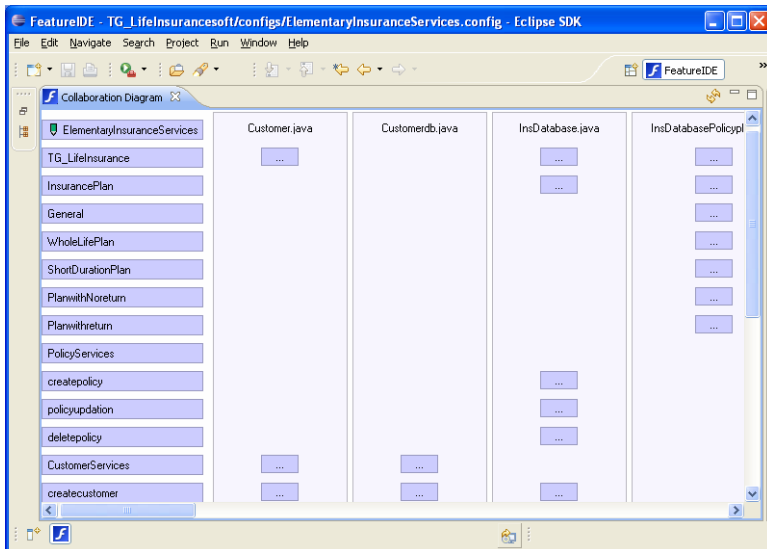 FeatureIDE - TG_LifeInsurancesoft/configs/ElementaryInsuranceServices.config - Eclipse SDK
File Edit Navigate Search Project Run Window Help
FeatureIDE
Collaboration Diagram
ElementaryInsuranceServices Customer.java Customerdb.java InsDatabase.java InsDatabasePolicypl
TG_LifeInsurance ... ... ...
InsurancePlan ... ...
General ...
WholeLifePlan ...
ShortDurationPlan ...
PlanwithNoreturn ...
Planwithreturn ...
PolicyServices
createpolicy ...
policyupdation ...
deletepolicy ...
CustomerServices ... ...
createcustomer ... ... ...